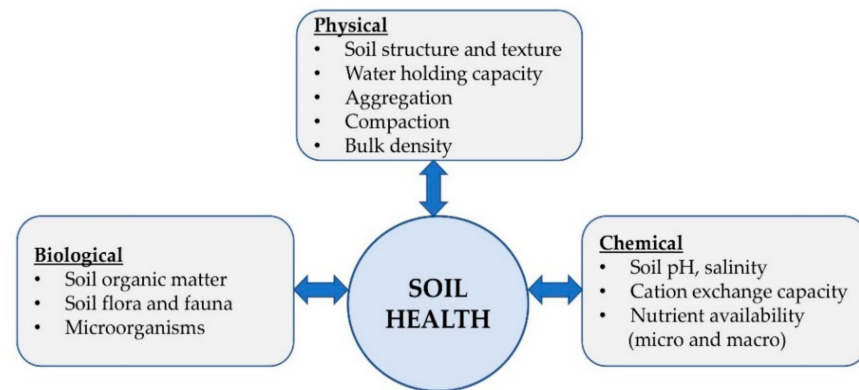 Physical
• Soil structure and texture
• Water holding capacity
• Aggregation
• Compaction
• Bulk density
Biological
• Soil organic matter
• Soil flora and fauna
• Microorganisms
SOIL
HEALTH
Chemical
• Soil pH, salinity
• Cation exchange capacity
• Nutrient availability
(micro and macro)